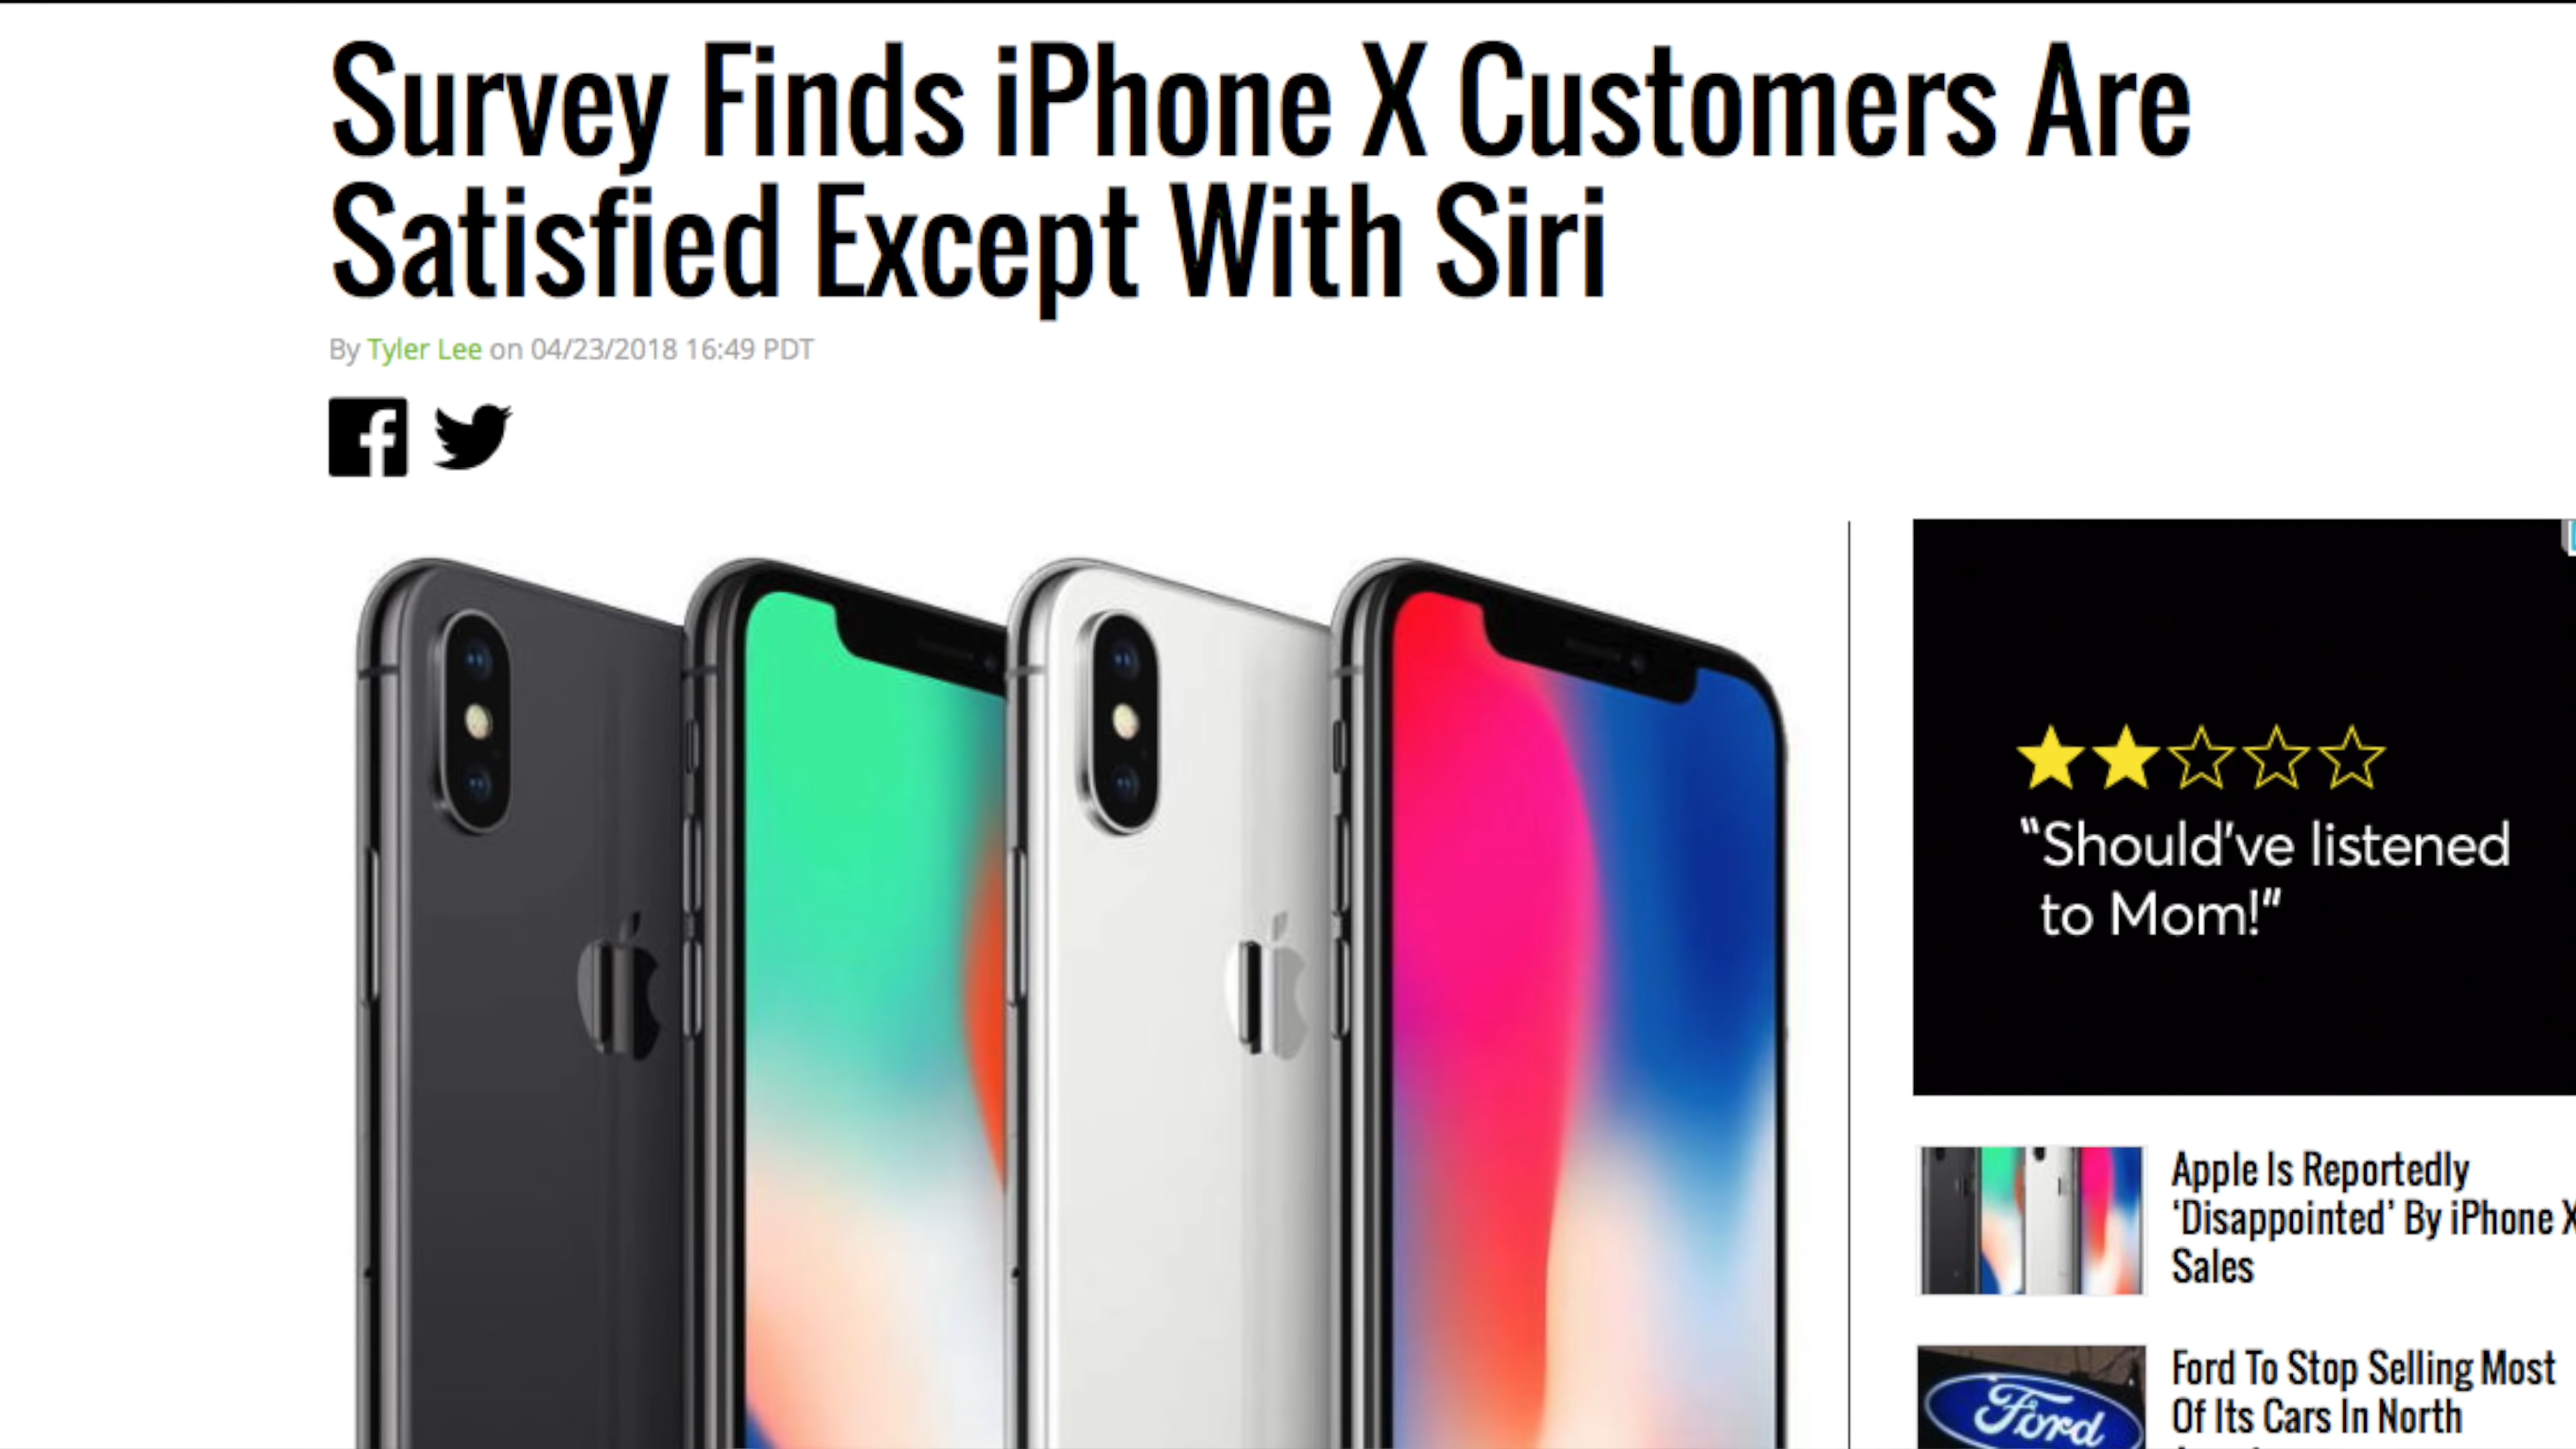 Survey Finds iPhone X Customers Are
Satisfied Except With Siri
By Tyler Lee on 04/23/2018 16:49 PDT
"Should've listened
to Mom!"
Apple Is Reportedly
‘Disappointed’ By iPhone X
Sales
Ford To Stop Selling Most
Of Its Cars In North
Ford